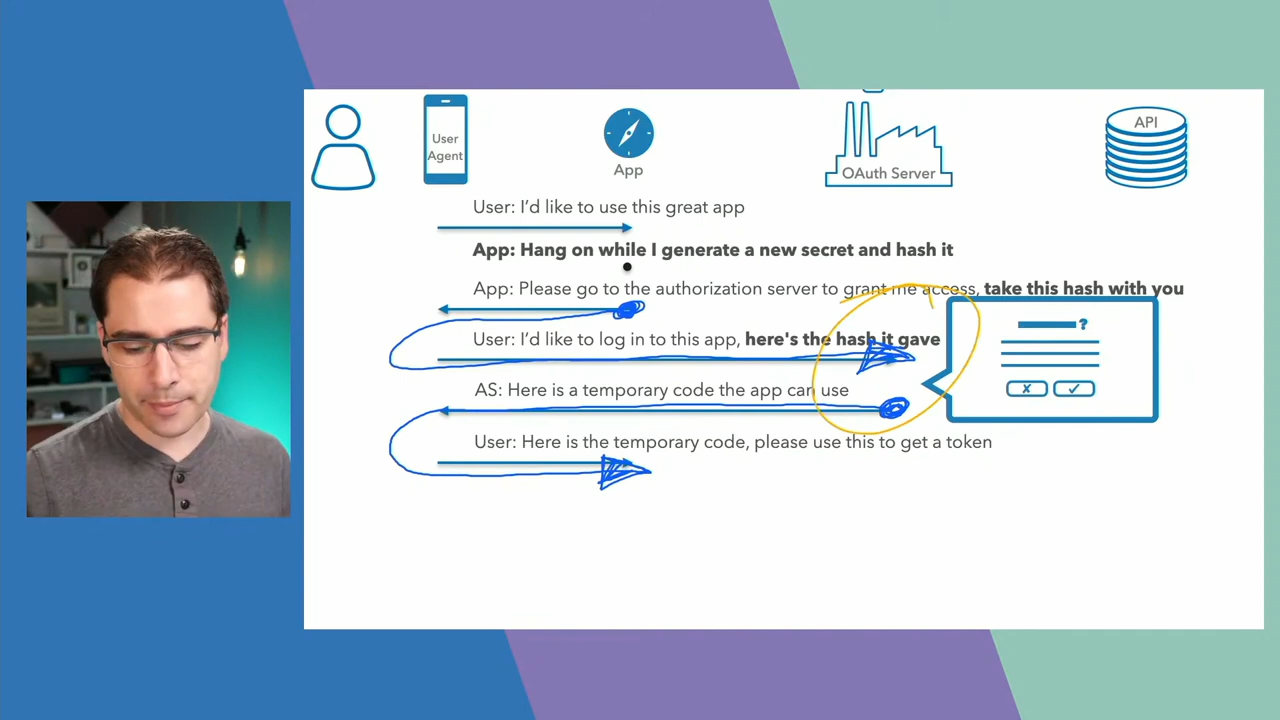 User
Agent
App
OAuth Server
API
User: I’d like to use this great app
App: Hang on while I generate a new secret and hash it
App: Please go to the authorization server to grant me access, take this hash with you
User: I’d like to log in to this app, here's the hash it gave
?
AS: Here is a temporary code the app can use
✗ ✓
User: Here is the temporary code, please use this to get a token